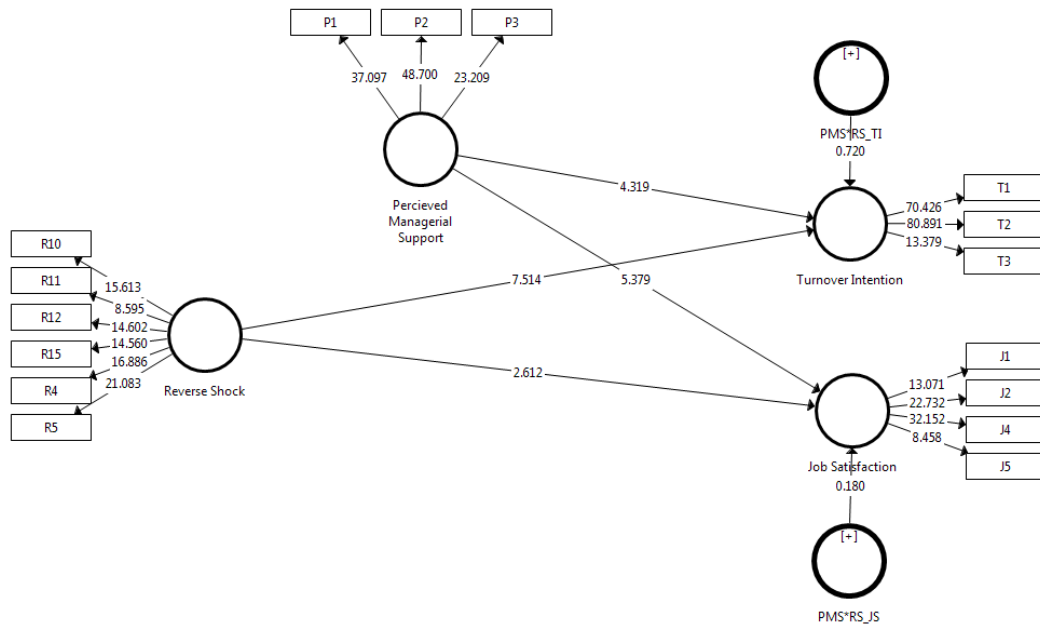 P1
P2
P3
37.097
48.700
23.209
[+]
PMS*RS_TI
0.720
Percieved
Managerial
Support
4.319
T1
70.426
T2
80.891
T3
13.379
Turnover Intention
7.514
5.379
R10
15.613
R11
8.595
R12
14.602
R15
14.560
R4
16.886
R5
21.083
Reverse Shock
2.612
J1
13.071
J2
22.732
J4
32.152
J5
8.458
Job Satisfaction
0.180
[+]
PMS*RS_JS